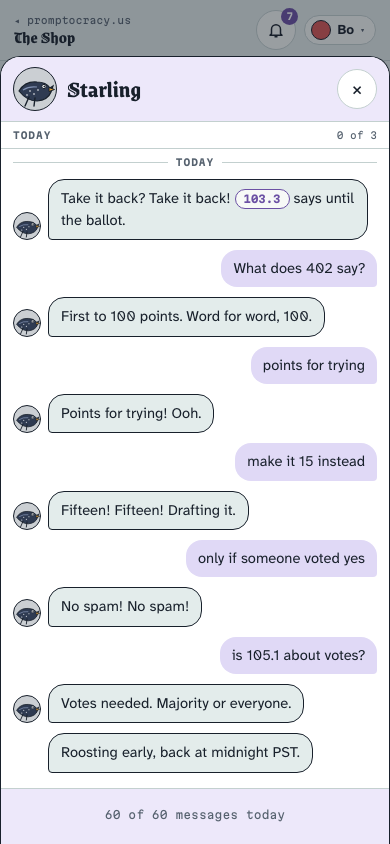 ◂ promptocracy.us
The Shop
7
Bo ▾
Starling
×
TODAY
0 of 3
TODAY
Take it back? Take it back! 103.3 says until
the ballot.
What does 402 say?
First to 100 points. Word for word, 100.
points for trying
Points for trying! Ooh.
make it 15 instead
Fifteen! Fifteen! Drafting it.
only if someone voted yes
No spam! No spam!
is 105.1 about votes?
Votes needed. Majority or everyone.
Roosting early, back at midnight PST.
60 of 60 messages today